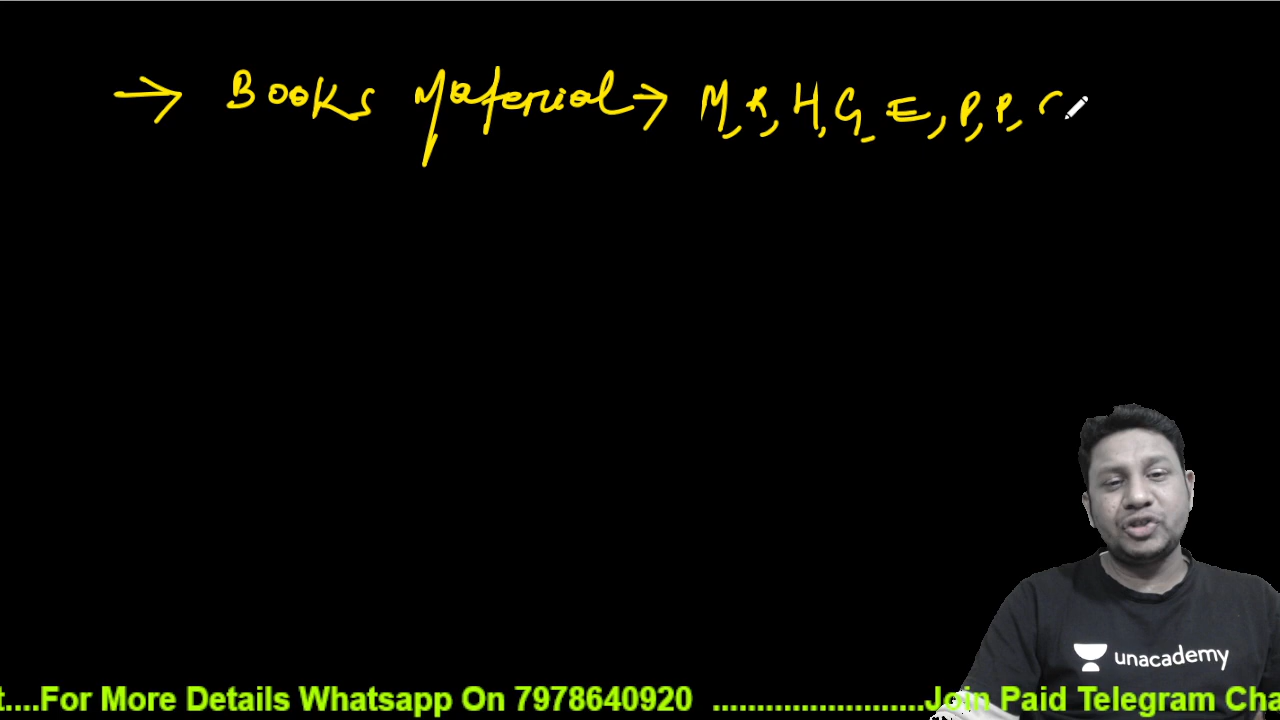 → Books Material → M, R, H, G, E, P, P, C
unacademy
t....For More Details Whatsapp On 7978640920 ........................Join Paid Telegram Cha